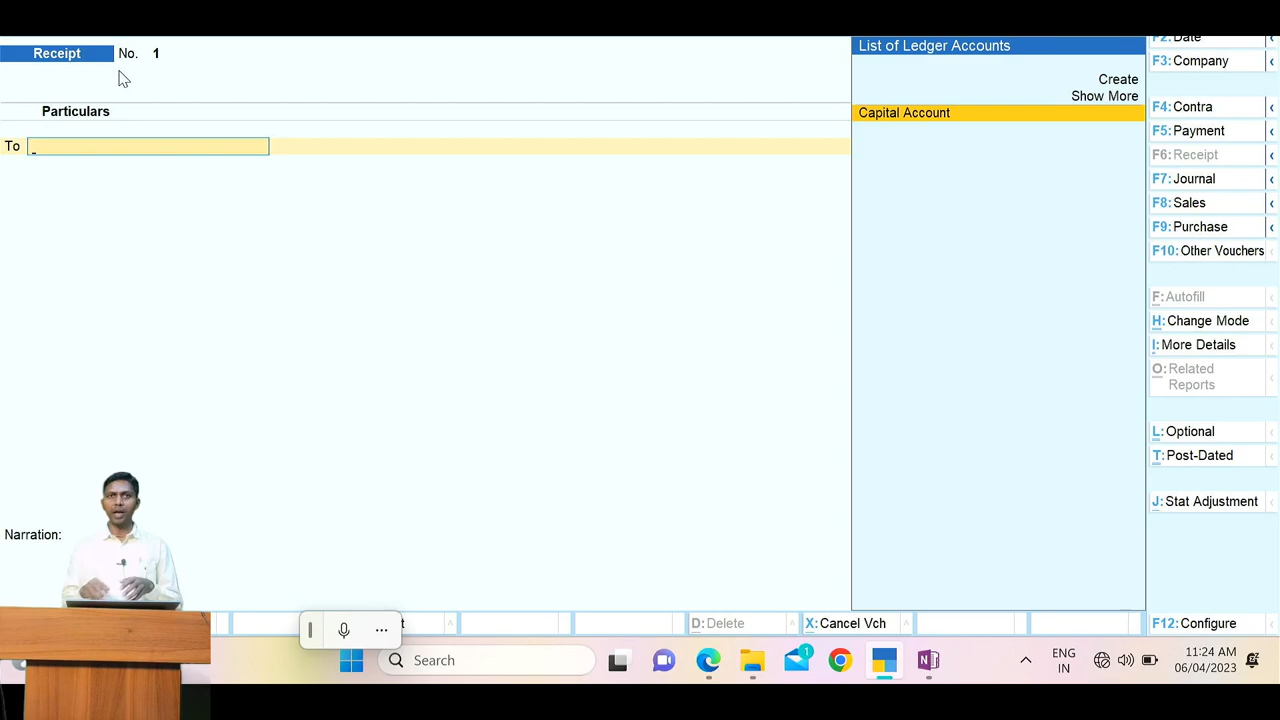 Receipt No. 1
Particulars
To
Narration:
List of Ledger Accounts
Create
Show More
Capital Account
F2: Date
F3: Company
F4: Contra
F5: Payment
F6: Receipt
F7: Journal
F8: Sales
F9: Purchase
F10: Other Vouchers
F: Autofill
H: Change Mode
I: More Details
O: Related
Reports
L: Optional
T: Post-Dated
J: Stat Adjustment
D: Delete
X: Cancel Vch
F12: Configure
Search
1
ENG
IN
11:24 AM
06/04/2023